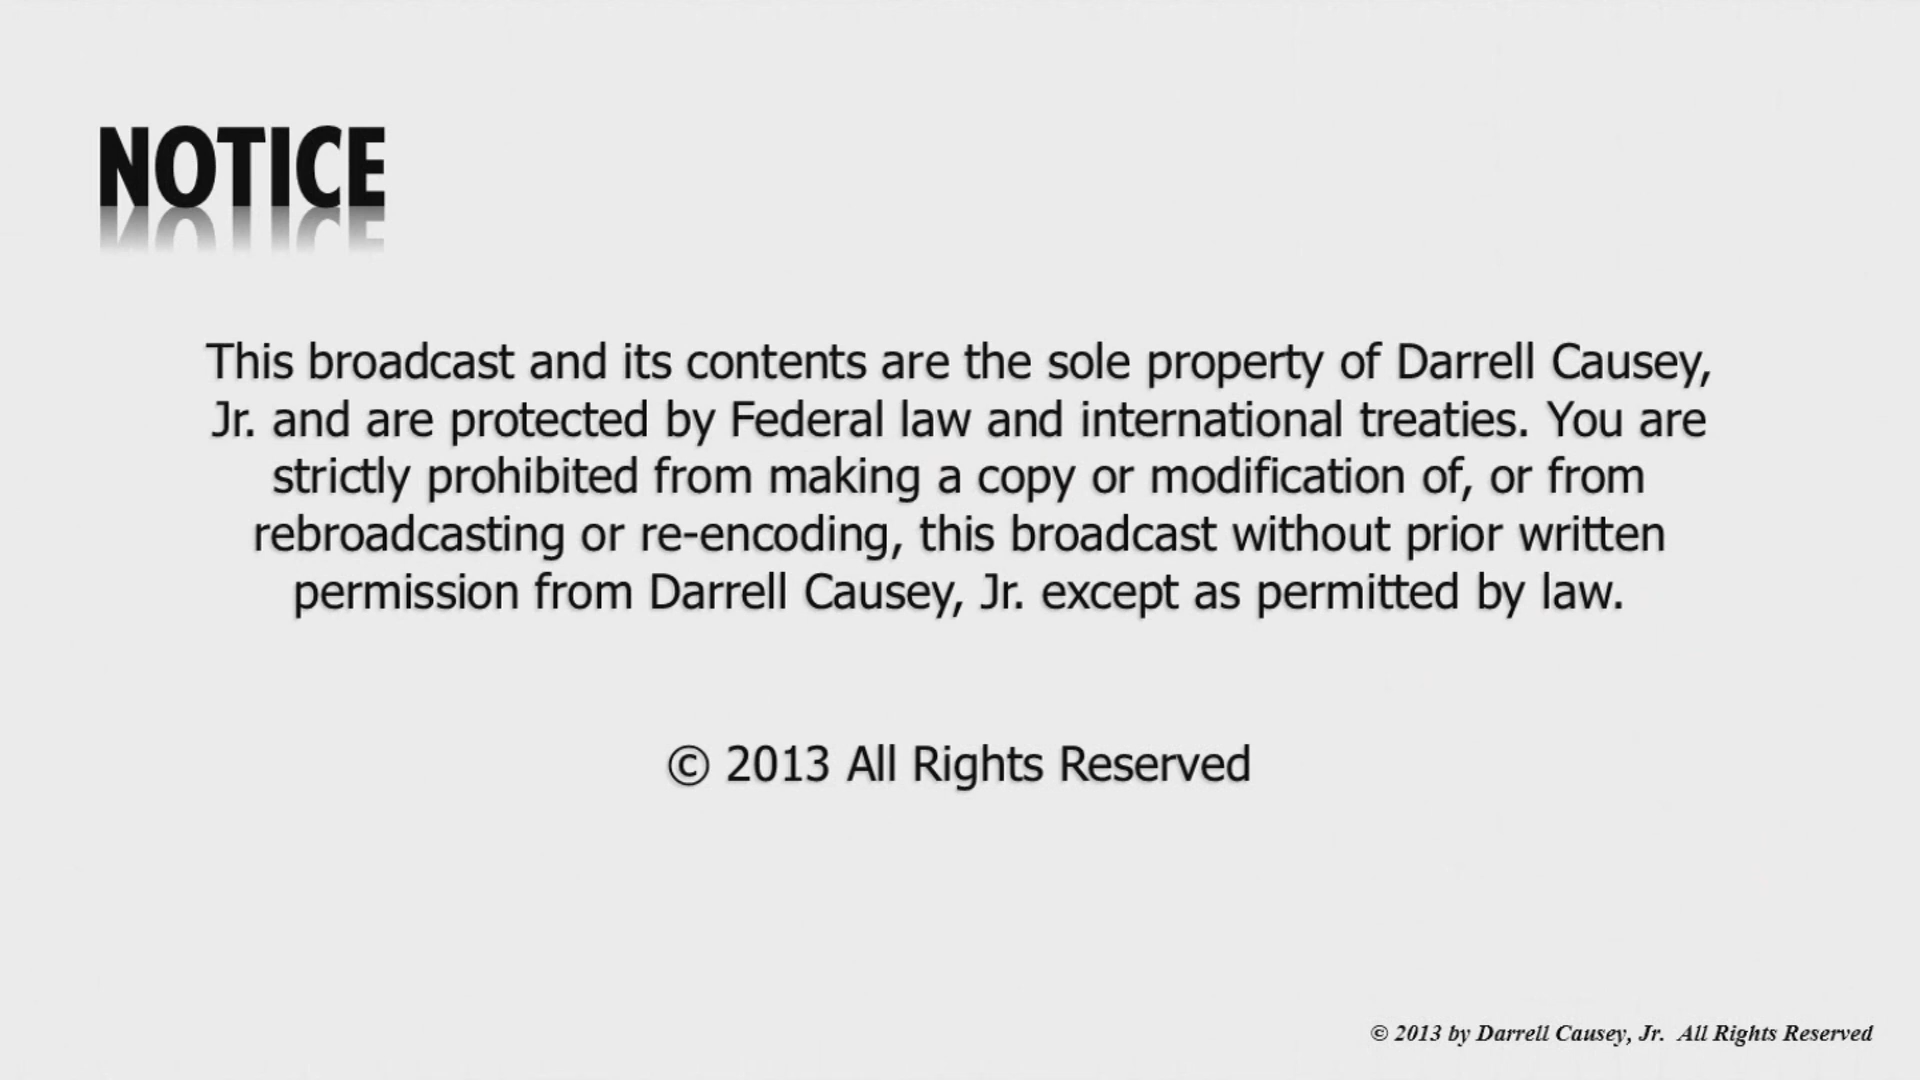 NOTICE
This broadcast and its contents are the sole property of Darrell Causey,
Jr. and are protected by Federal law and international treaties. You are
strictly prohibited from making a copy or modification of, or from
rebroadcasting or re-encoding, this broadcast without prior written
permission from Darrell Causey, Jr. except as permitted by law.
© 2013 All Rights Reserved
© 2013 by Darrell Causey, Jr.  All Rights Reserved